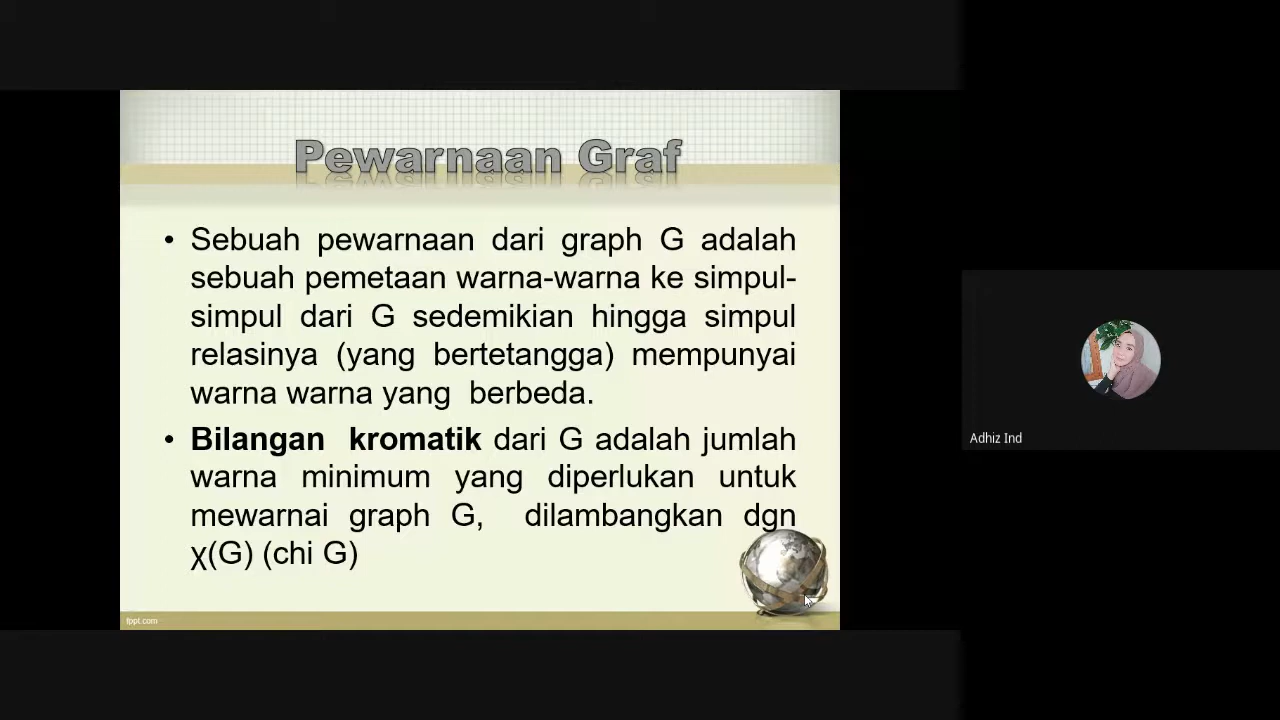 Pewarnaan Graf
• Sebuah pewarnaan dari graph G adalah
sebuah pemetaan warna-warna ke simpul-
simpul dari G sedemikian hingga simpul
relasinya (yang bertetangga) mempunyai
warna warna yang berbeda.
• Bilangan kromatik dari G adalah jumlah
warna minimum yang diperlukan untuk
mewarnai graph G, dilambangkan dgn
χ(G) (chi G)
fppt.com
Adhiz Ind